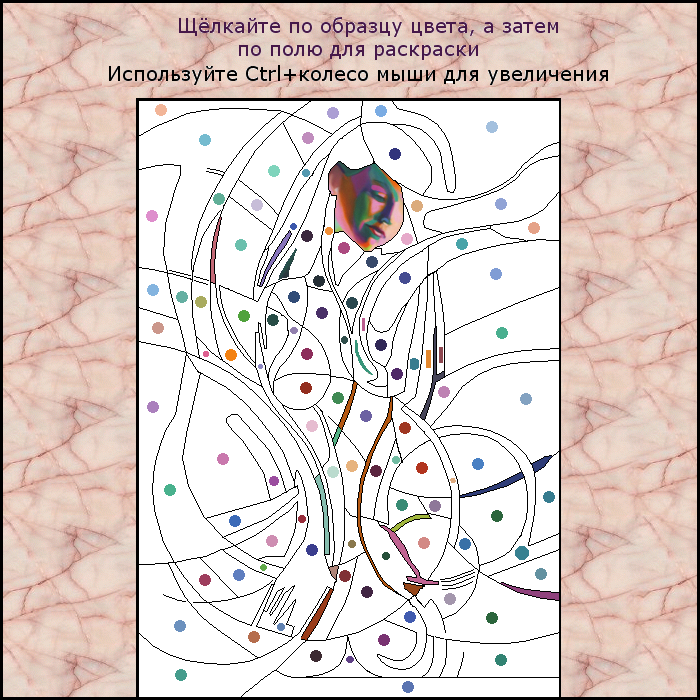 Щёлкайте по образцу цвета, а затем
по полю для раскраски
Используйте Ctrl+колесо мыши для увеличения